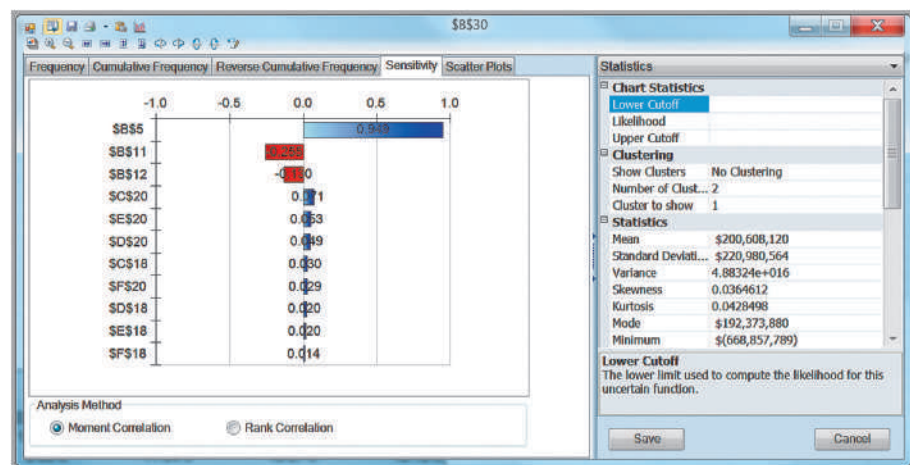 $B$30
Frequency Cumulative Frequency Reverse Cumulative Frequency Sensitivity Scatter Plots
-1.0 -0.5 0.0 0.5 1.0
$B$5 0.949
$B$11
$B$12
$C$20 0.071
$E$20 0.053
$D$20 0.049
$C$18 0.030
$F$20 0.029
$D$18 0.020
$E$18 0.020
$F$18 0.014
Analysis Method
Moment Correlation Rank Correlation
Statistics
Chart Statistics
Lower Cutoff
Likelihood
Upper Cutoff
Clustering
Show Clusters No Clustering
Number of Clust... 2
Cluster to show 1
Statistics
Mean $200,608,120
Standard Deviati... $220,980,564
Variance 4.88324e+016
Skewness 0.0364612
Kurtosis 0.0428498
Mode $192,373,880
Minimum $(668,857,789)
Lower Cutoff
The lower limit used to compute the likelihood for this
uncertain function.
Save Cancel